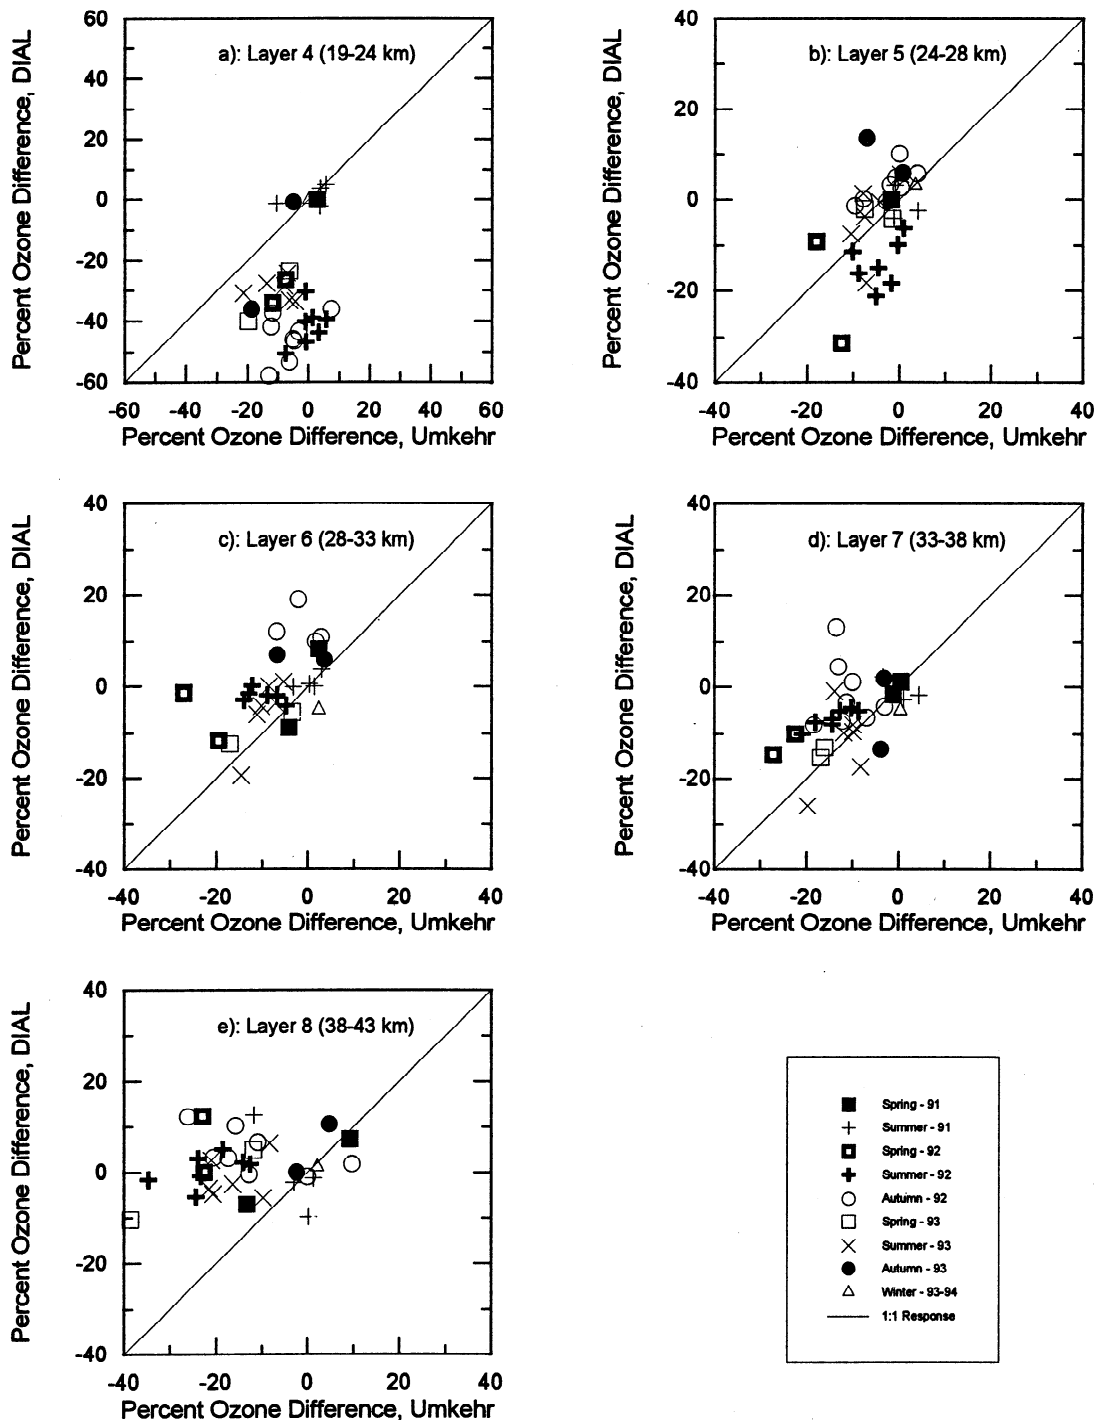 60
40
20
0
-20
-40
-60
Percent Ozone Difference, DIAL
a): Layer 4 (19-24 km)
-60 -40 -20 0 20 40 60
Percent Ozone Difference, Umkehr
40
20
0
-20
-40
Percent Ozone Difference, DIAL
b): Layer 5 (24-28 km)
-40 -20 0 20 40
Percent Ozone Difference, Umkehr
40
20
0
-20
-40
Percent Ozone Difference, DIAL
c): Layer 6 (28-33 km)
-40 -20 0 20 40
Percent Ozone Difference, Umkehr
40
20
0
-20
-40
Percent Ozone Difference, DIAL
d): Layer 7 (33-38 km)
-40 -20 0 20 40
Percent Ozone Difference, Umkehr
40
20
0
-20
-40
Percent Ozone Difference, DIAL
e): Layer 8 (38-43 km)
-40 -20 0 20 40
Percent Ozone Difference, Umkehr
Spring - 91
Summer - 91
Spring - 92
Summer - 92
Autumn - 92
Spring - 93
Summer - 93
Autumn - 93
Winter - 93-94
1:1 Response